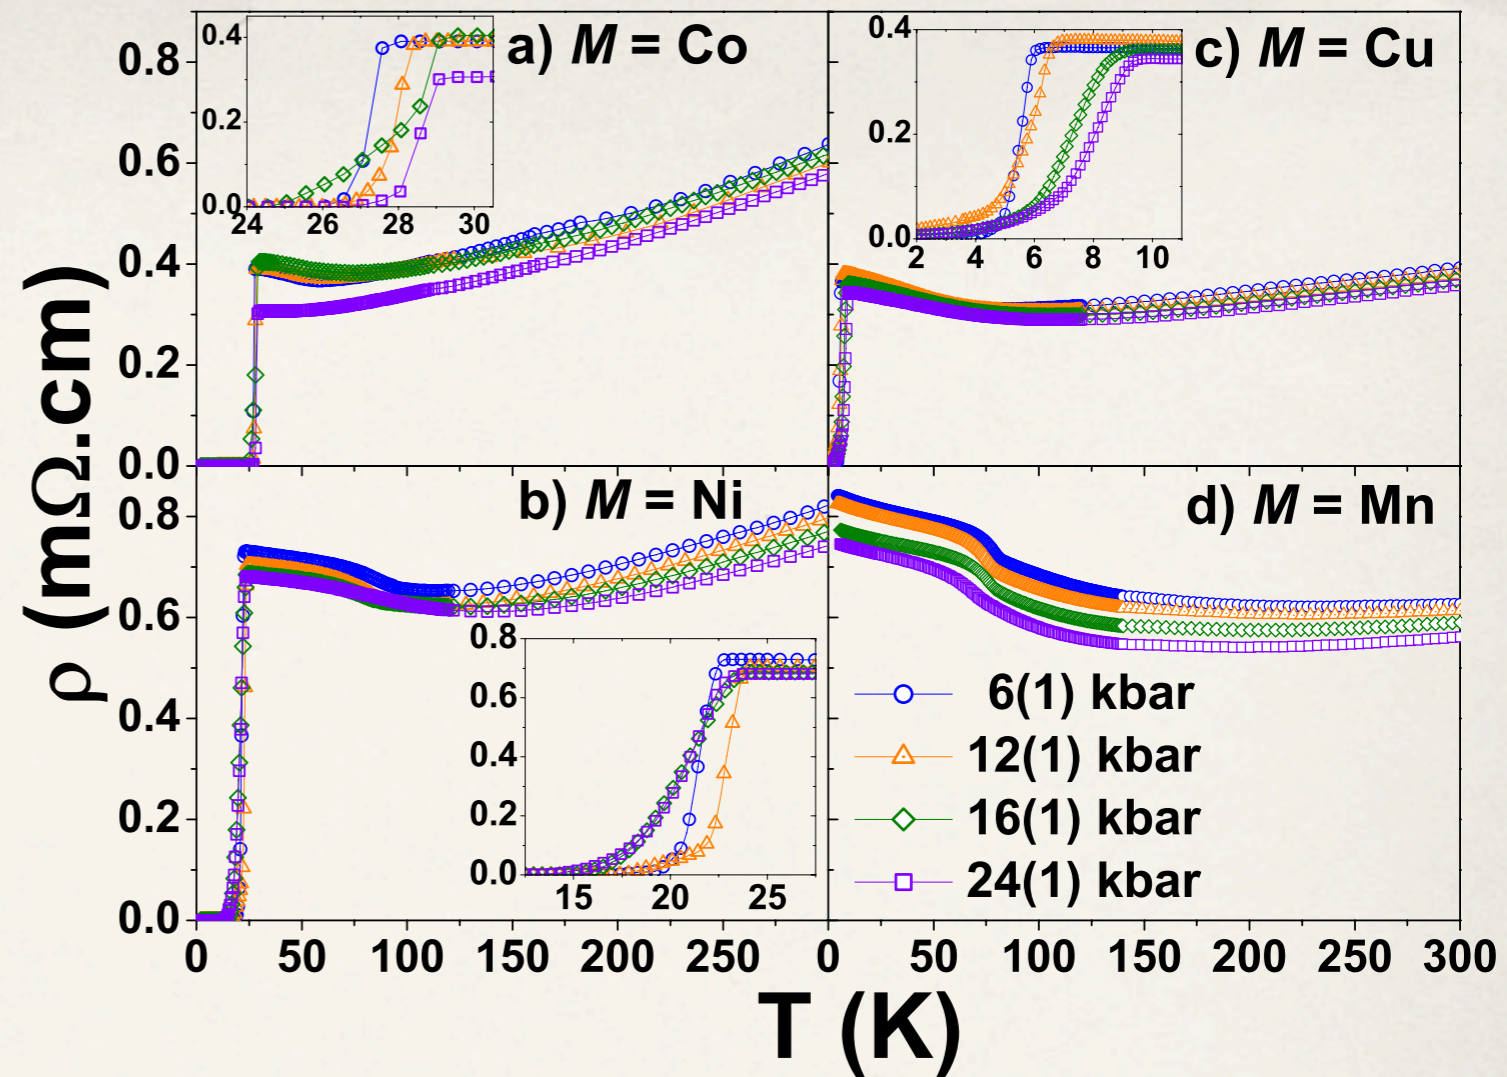 a) M = Co
0.8
0.6
0.4
0.2
0.0
0.4
0.2
0.0
24 26 28 30
c) M = Cu
0.4
0.2
0.0
2 4 6 8 10
b) M = Ni
0.8
0.6
0.4
0.2
0.0
0.8
0.6
0.4
0.2
0.0
15 20 25
d) M = Mn
6(1) kbar
12(1) kbar
16(1) kbar
24(1) kbar
0 50 100 150 200 250 0 50 100 150 200 250 300
ρ (mΩ.cm)
T (K)